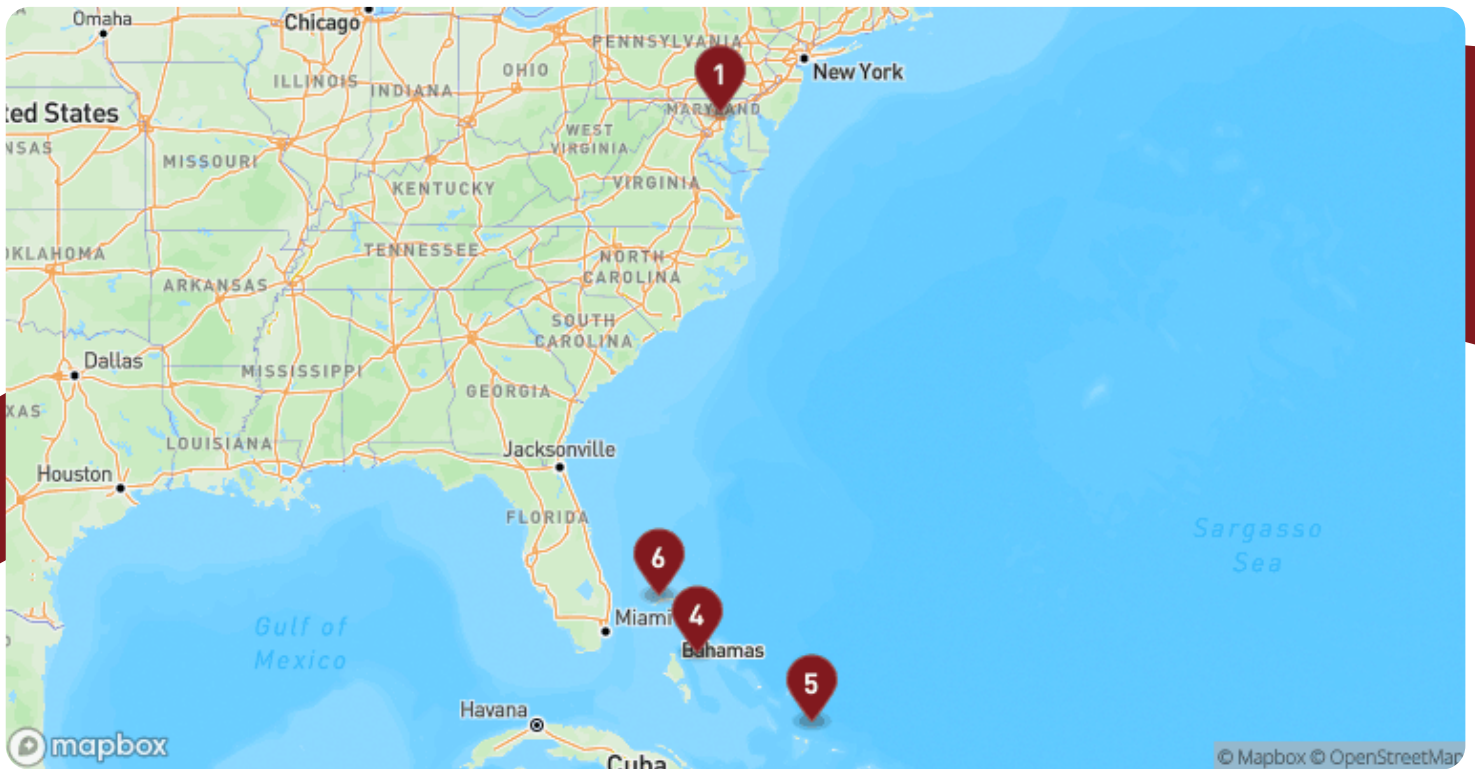 Omaha
Chicago
PENNSYLVANIA
New York
OHIO
1
ILLINOIS
INDIANA
MARYLAND
ted States
WEST
VIRGINIA
NSAS
MISSOURI
KENTUCKY
VIRGINIA
OKLAHOMA
TENNESSEE
NORTH
CAROLINA
ARKANSAS
SOUTH
CAROLINA
Dallas
MISSISSIPPI
GEORGIA
XAS
LOUISIANA
Jacksonville
Houston
FLORIDA
Sargasso
Sea
6
4
Miami
Gulf of
Mexico
Bahamas
5
Havana
Cuba
mapbox
© Mapbox © OpenStreetMap